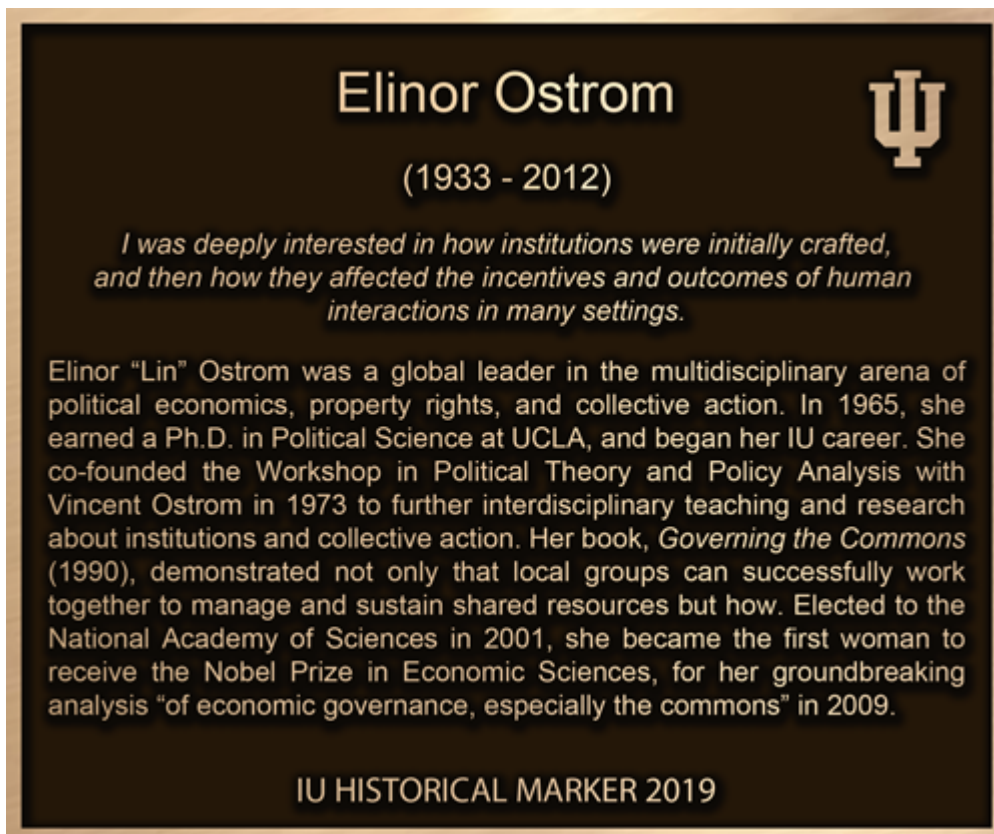 Elinor Ostrom
(1933 - 2012)
I was deeply interested in how institutions were initially crafted,
and then how they affected the incentives and outcomes of human
interactions in many settings.
Elinor “Lin” Ostrom was a global leader in the multidisciplinary arena of
political economics, property rights, and collective action. In 1965, she
earned a Ph.D. in Political Science at UCLA, and began her IU career. She
co-founded the Workshop in Political Theory and Policy Analysis with
Vincent Ostrom in 1973 to further interdisciplinary teaching and research
about institutions and collective action. Her book, Governing the Commons
(1990), demonstrated not only that local groups can successfully work
together to manage and sustain shared resources but how. Elected to the
National Academy of Sciences in 2001, she became the first woman to
receive the Nobel Prize in Economic Sciences, for her groundbreaking
analysis “of economic governance, especially the commons” in 2009.
IU HISTORICAL MARKER 2019